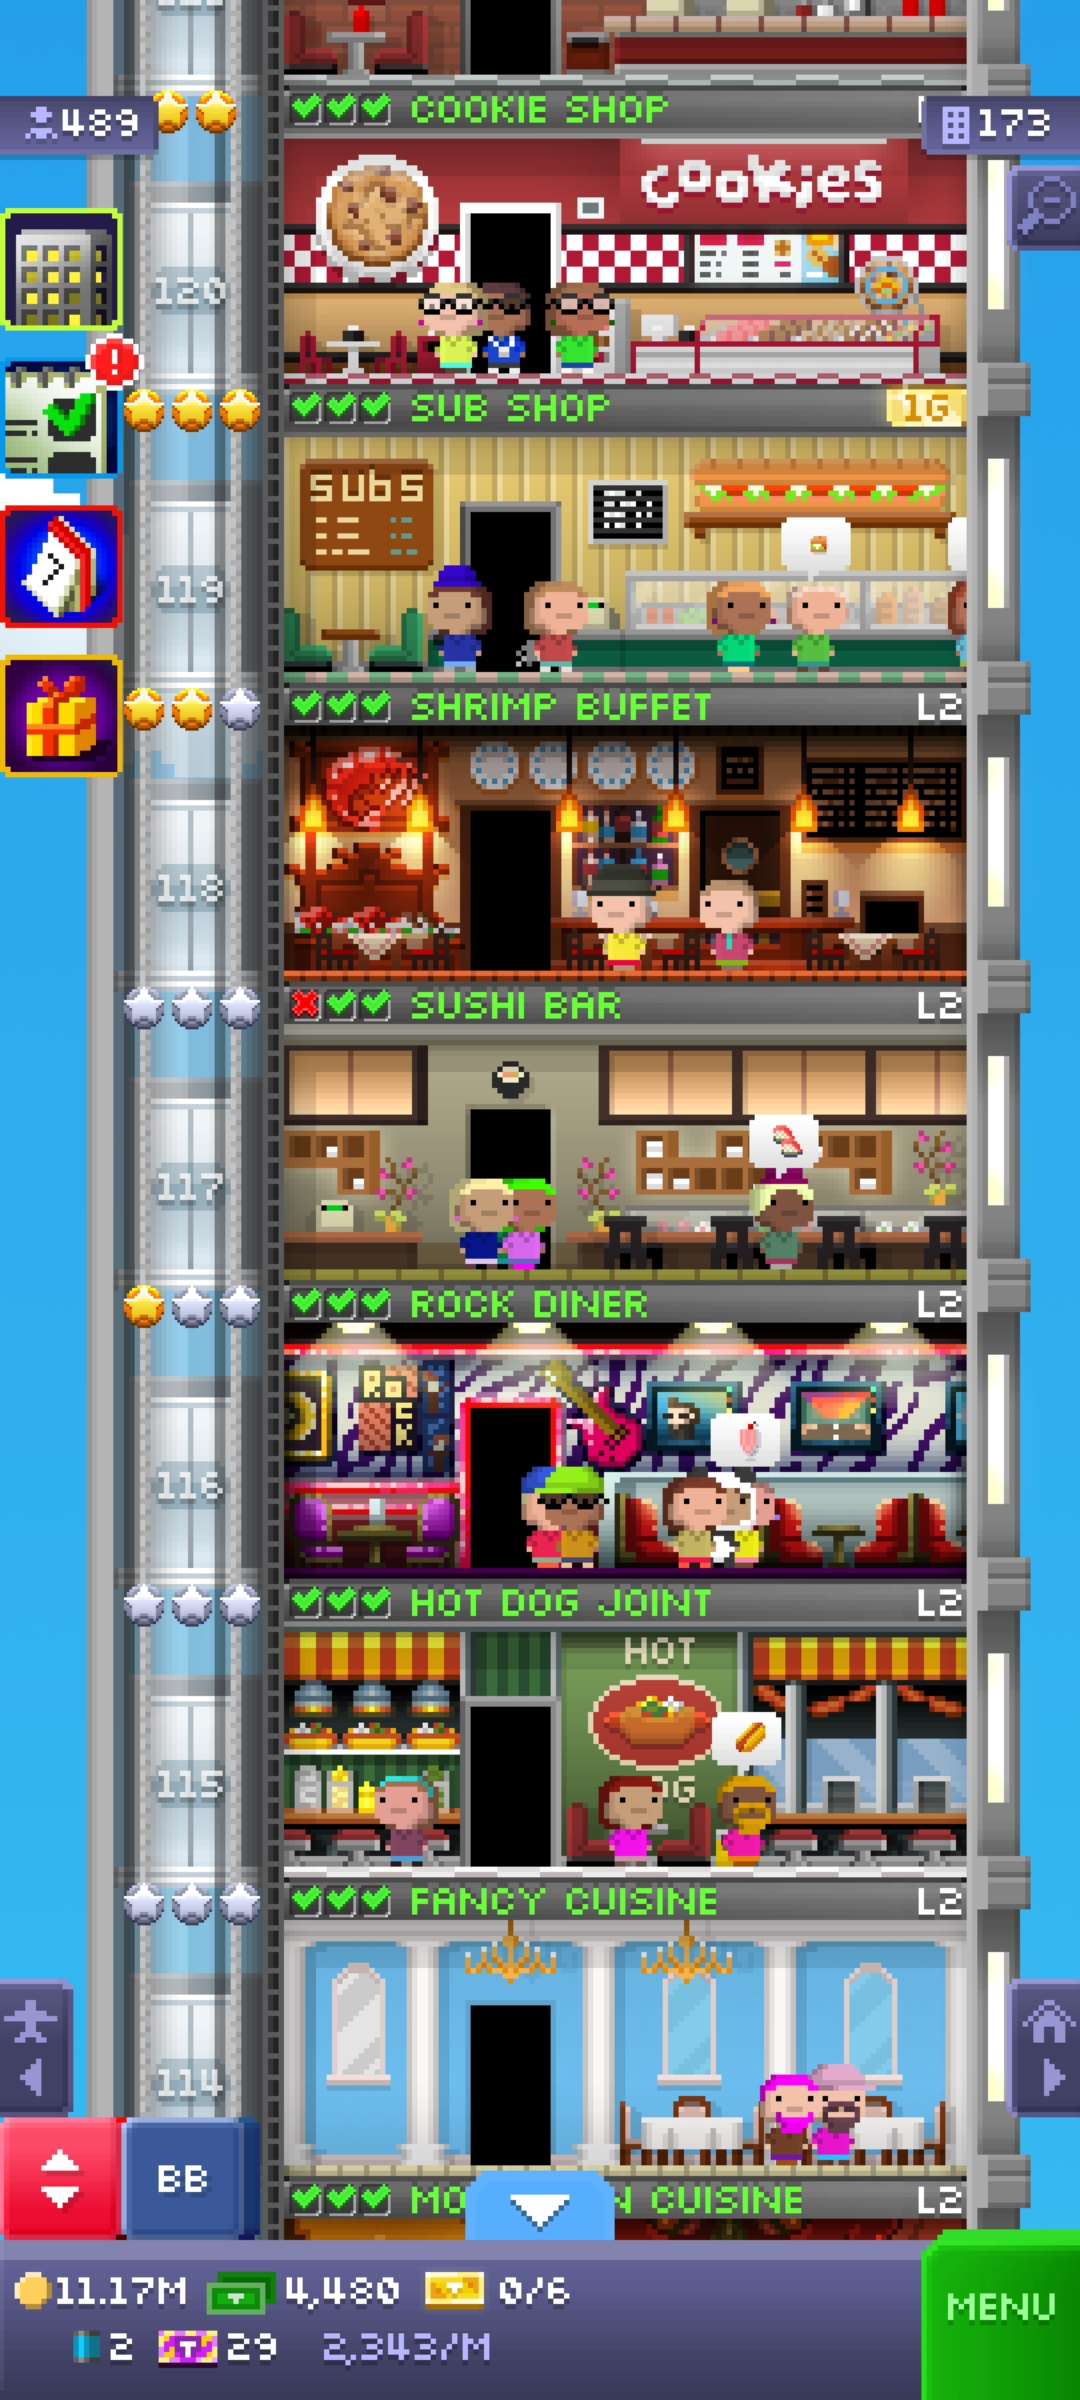 COOKIE SHOP
489
173
cookies
120
SUB SHOP
1G
subs
119
SHRIMP BUFFET
L2
118
SUSHI BAR
L2
117
ROCK DINER
L2
RoCK
116
HOT DOG JOINT
L2
HOT
115
FANCY CUISINE
L2
114
BB
CUISINE
L2
11.17M
4,480
0/6
2
29
2,343/M
MENU